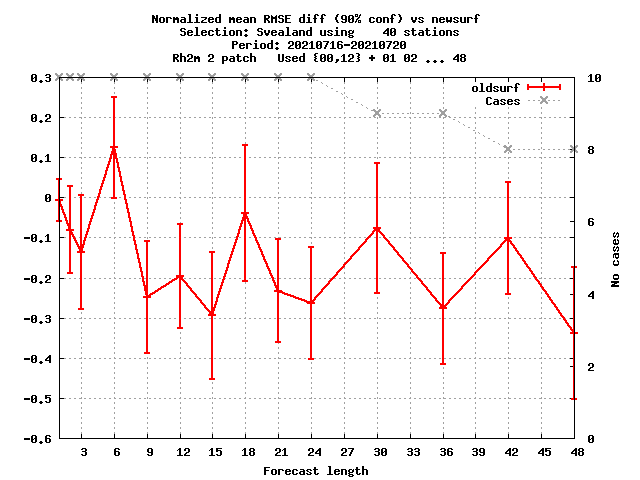 Normalized mean RMSE diff (90% conf) vs newsurf
Selection: Svealand using    40 stations
Period: 20210716-20210720
Rh2m 2 patch   Used {00,12} + 01 02 ... 48
oldsurf
Cases
0.3
0.2
0.1
0
-0.1
-0.2
-0.3
-0.4
-0.5
-0.6
10
8
6
4
2
0
No cases
3 6 9 12 15 18 21 24 27 30 33 36 39 42 45 48
Forecast length